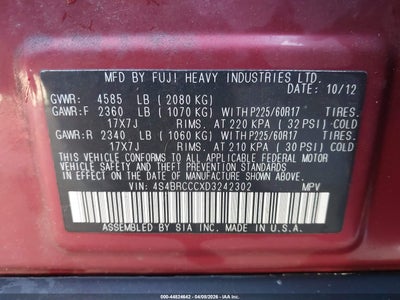 MFD BY FUJI HEAVY INDUSTRIES LTD.
DATE: 10/12
GVWR: 4585 LB (2080 KG)
GAWR:F 2360 LB (1070 KG) WITH P225/60R17 TIRES.
17X7J RIMS. AT 220 KPA (32 PSI) COLD
GAWR:R 2340 LB (1060 KG) WITH P225/60R17 TIRES.
17X7J RIMS. AT 210 KPA (30 PSI) COLD
THIS VEHICLE CONFORMS TO ALL APPLICABLE FEDERAL MOTOR
VEHICLE SAFETY AND THEFT PREVENTION STANDARDS IN EFFECT
ON THE DATE OF MANUFACTURE SHOWN ABOVE.
VIN: 4S4BRCCCXD3242302 MPV
ASSEMBLED BY SIA INC. MADE IN U.S.A.
000-44824642 - 04/09/2026 - IAAI